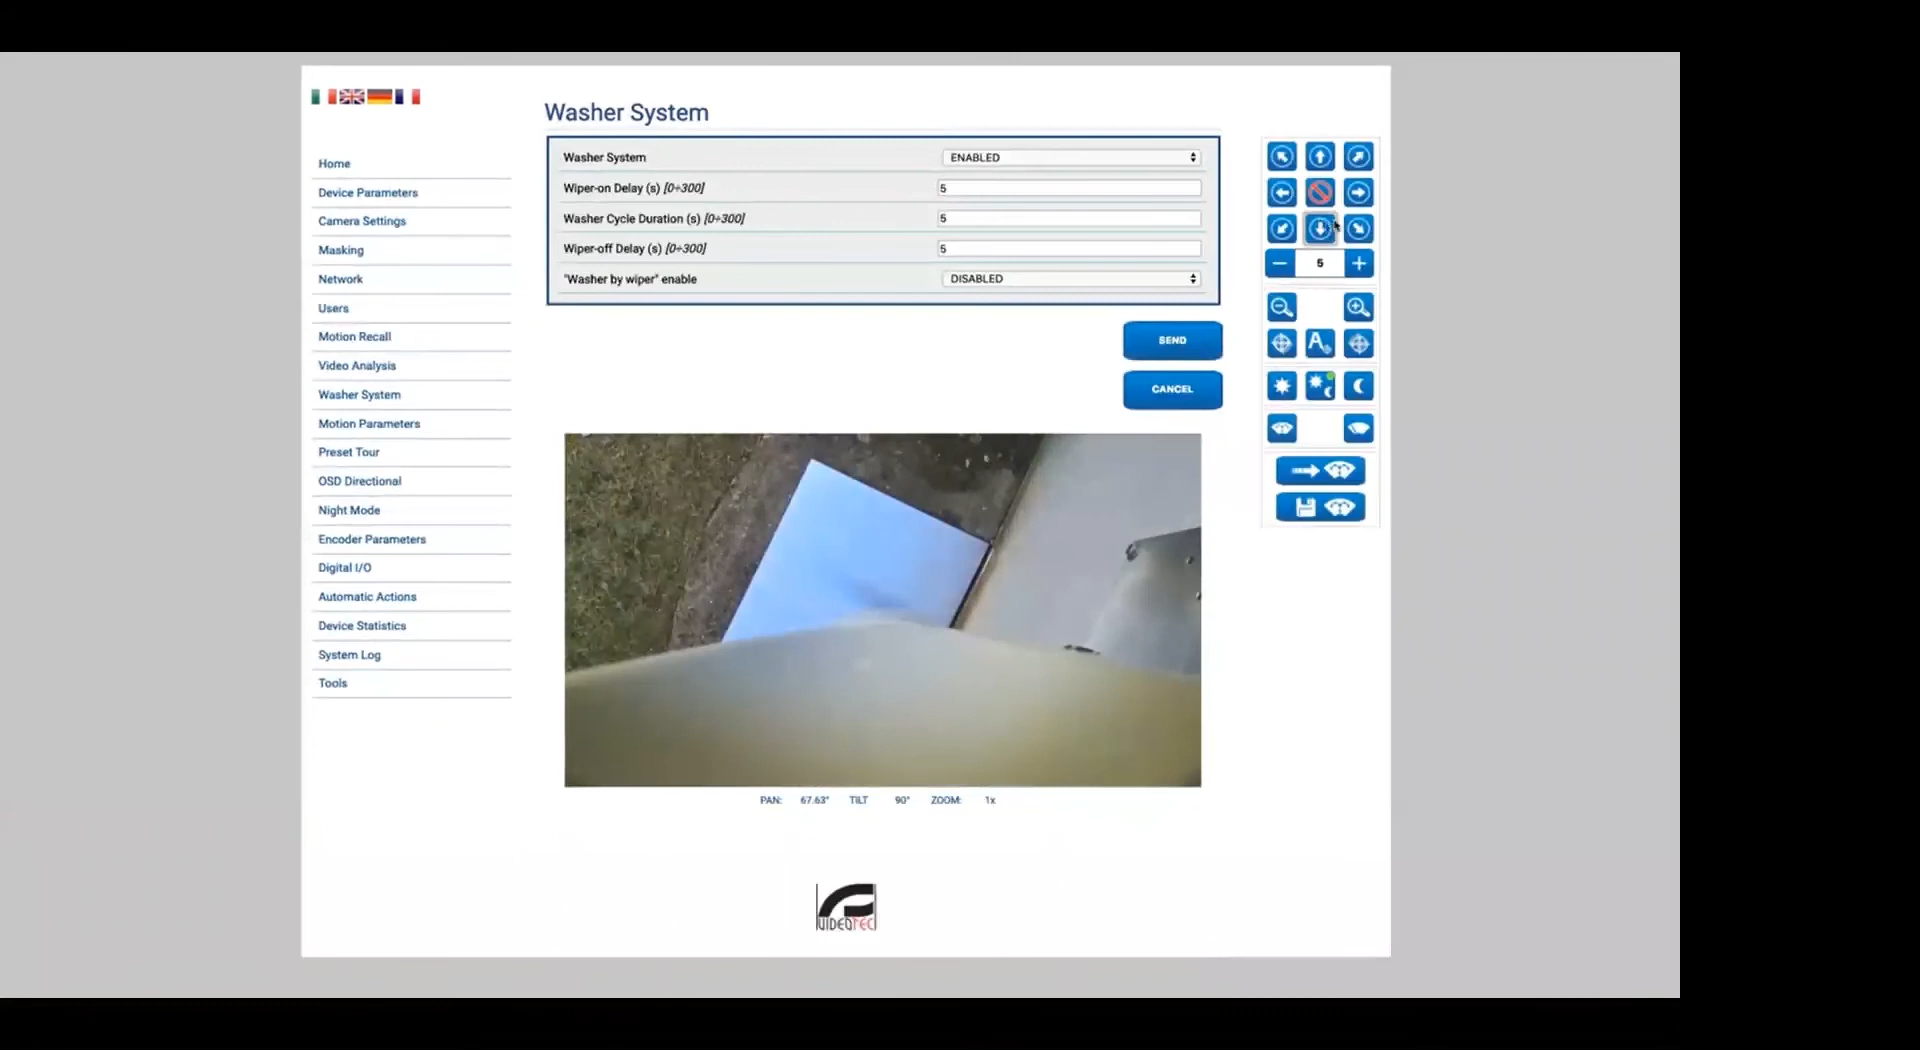 Washer System
Home
Device Parameters
Camera Settings
Masking
Network
Users
Motion Recall
Video Analysis
Washer System
Motion Parameters
Preset Tour
OSD Directional
Night Mode
Encoder Parameters
Digital I/O
Automatic Actions
Device Statistics
System Log
Tools
Washer System ENABLED
Wiper-on Delay (s) [0÷300] 5
Washer Cycle Duration (s) [0÷300] 5
Wiper-off Delay (s) [0÷300] 5
"Washer by wiper" enable DISABLED
SEND
CANCEL
5
A
PAN: 67.63° TILT 90° ZOOM: 1x
VIDEOTEC